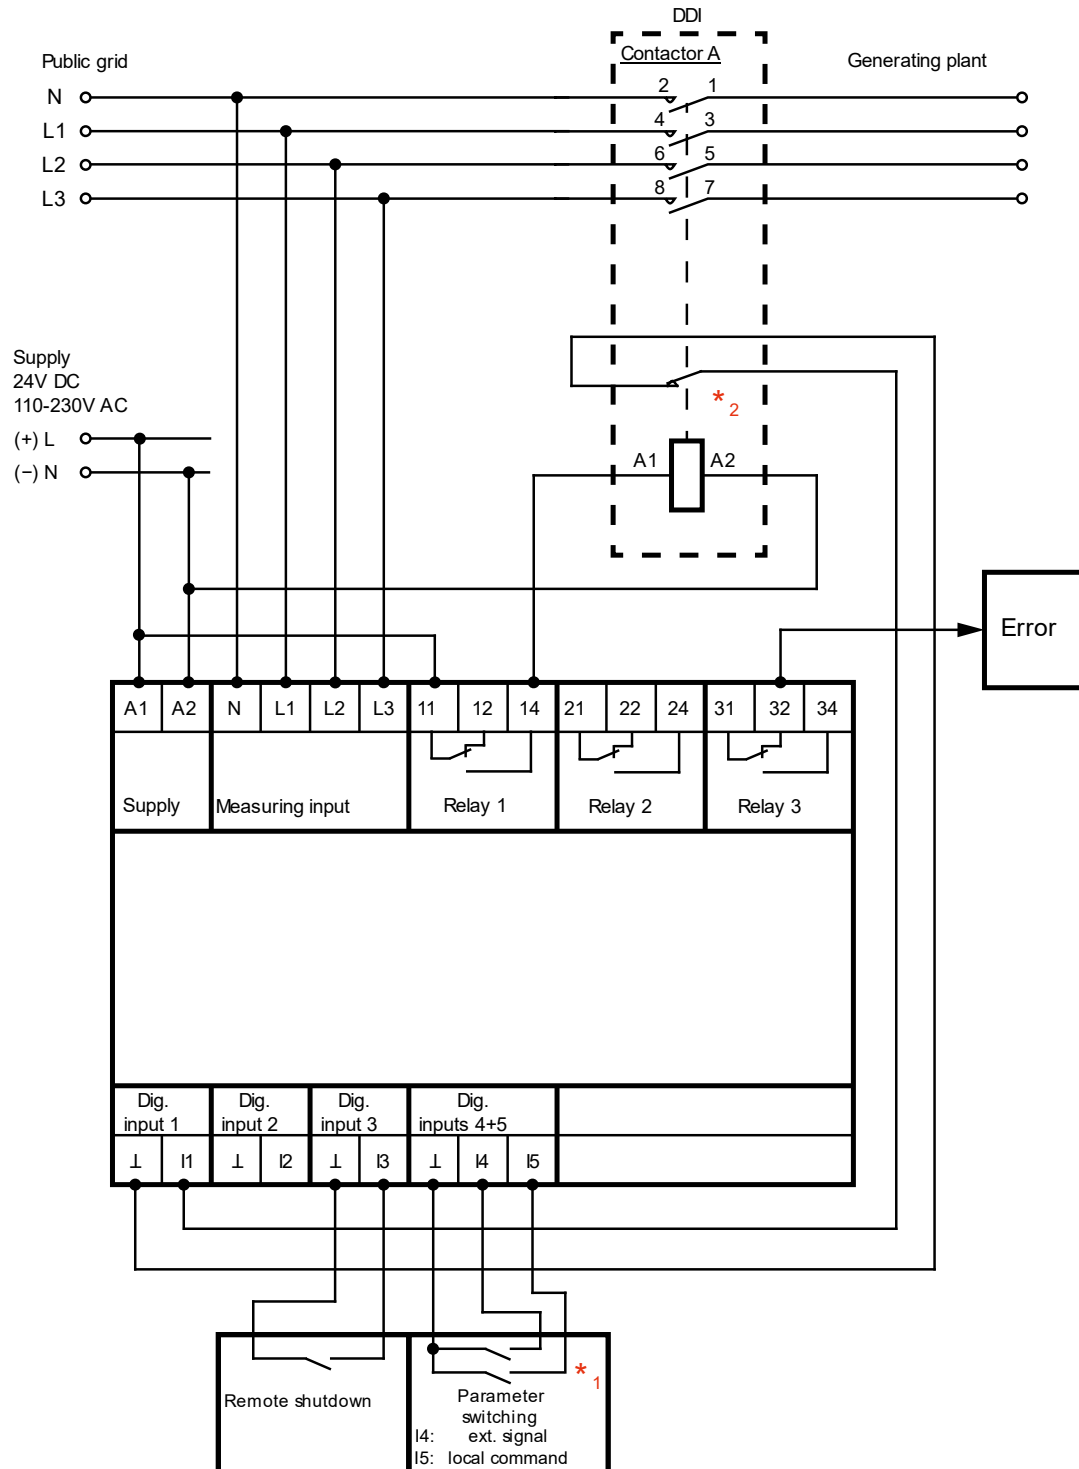 DDI
Public grid
Contactor A
Generating plant
N
2 1
L1
4 3
L2
6 5
L3
8 7
Supply
24V DC
110-230V AC
* 2
(+) L
(−) N
A1 A2
Error
A1 A2 N L1 L2 L3 11 12 14 21 22 24 31 32 34
Supply Measuring input Relay 1 Relay 2 Relay 3
Dig. input 1
Dig. input 2
Dig. input 3
Dig. inputs 4+5
⊥ I1 ⊥ I2 ⊥ I3 ⊥ I4 I5
Remote shutdown
* 1
Parameter
switching
I4: ext. signal
I5: local command